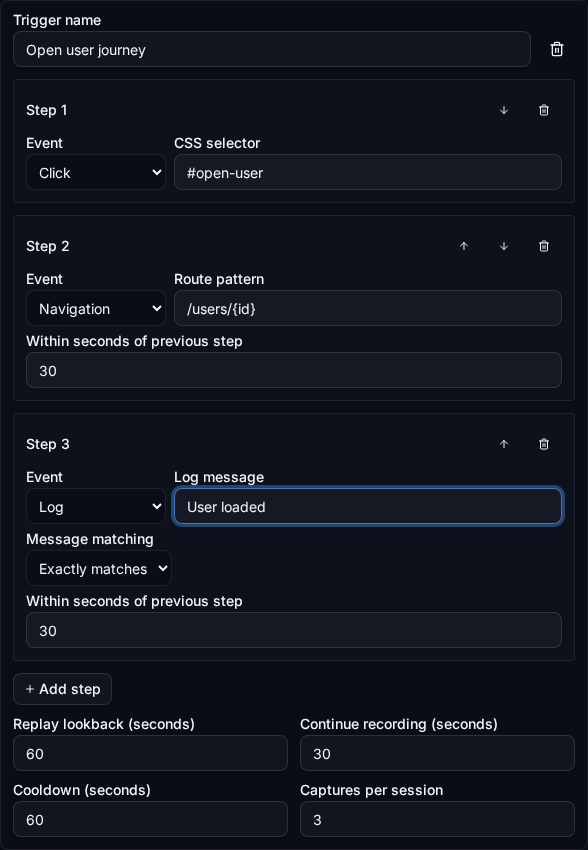 Trigger name
Open user journey
Step 1
Event CSS selector
Click #open-user
Step 2
Event Route pattern
Navigation /users/{id}
Within seconds of previous step
30
Step 3
Event Log message
Log User loaded
Message matching
Exactly matches
Within seconds of previous step
30
+ Add step
Replay lookback (seconds) Continue recording (seconds)
60 30
Cooldown (seconds) Captures per session
60 3